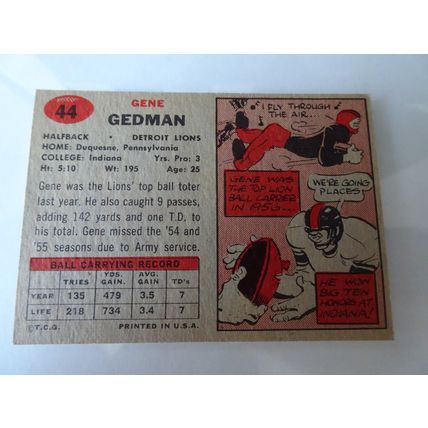 44
GENE
GEDMAN
HALFBACK • DETROIT LIONS
HOME: Duquesne, Pennsylvania
COLLEGE: Indiana Yrs. Pro: 3
Ht: 5:10 Wt: 195 Age: 25
Gene was the Lions' top ball toter
last year. He also caught 9 passes,
adding 142 yards and one T.D. to
his total. Gene missed the '54 and
'55 seasons due to Army service.
BALL CARRYING RECORD
TRIES YDS. GAIN. AVG. GAIN TD's
YEAR 135 479 3.5 7
LIFE 218 734 3.4 7
©T.C.G. PRINTED IN U.S.A.
I FLY THROUGH
THE AIR...
GENE WAS
THE TOP LION
BALL CARRIER
IN 1956...
WE'RE GOING
PLACES!
HE WON
BIG TEN
HONORS AT
INDIANA!